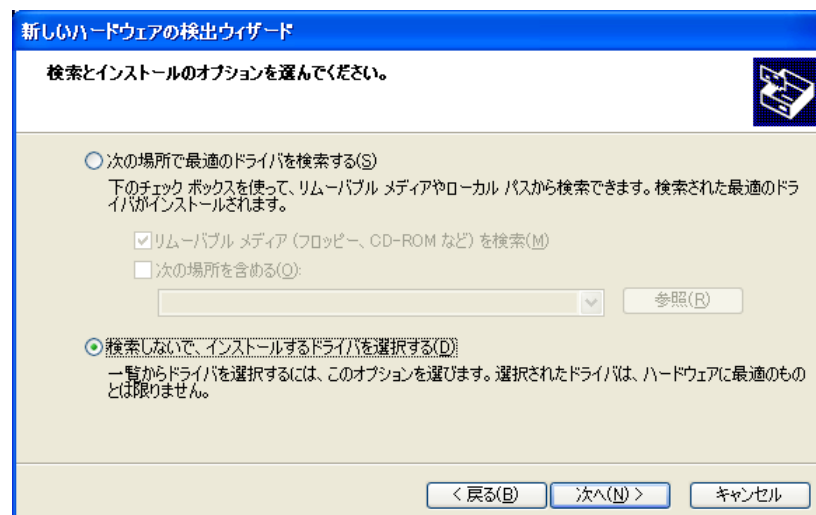 新しいハードウェアの検出ウィザード
検索とインストールのオプションを選んでください。
次の場所で最適のドライバを検索する(S)
下のチェック ボックスを使って、リムーバブル メディアやローカル パスから検索できます。検索された最適のドラ
イバがインストールされます。
リムーバブル メディア (フロッピー、CD-ROM など) を検索(M)
次の場所を含める(O):
参照(R)
検索しないで、インストールするドライバを選択する(D)
一覧からドライバを選択するには、このオプションを選びます。選択されたドライバは、ハードウェアに最適のもの
とは限りません。
< 戻る(B) 次へ(N) > キャンセル